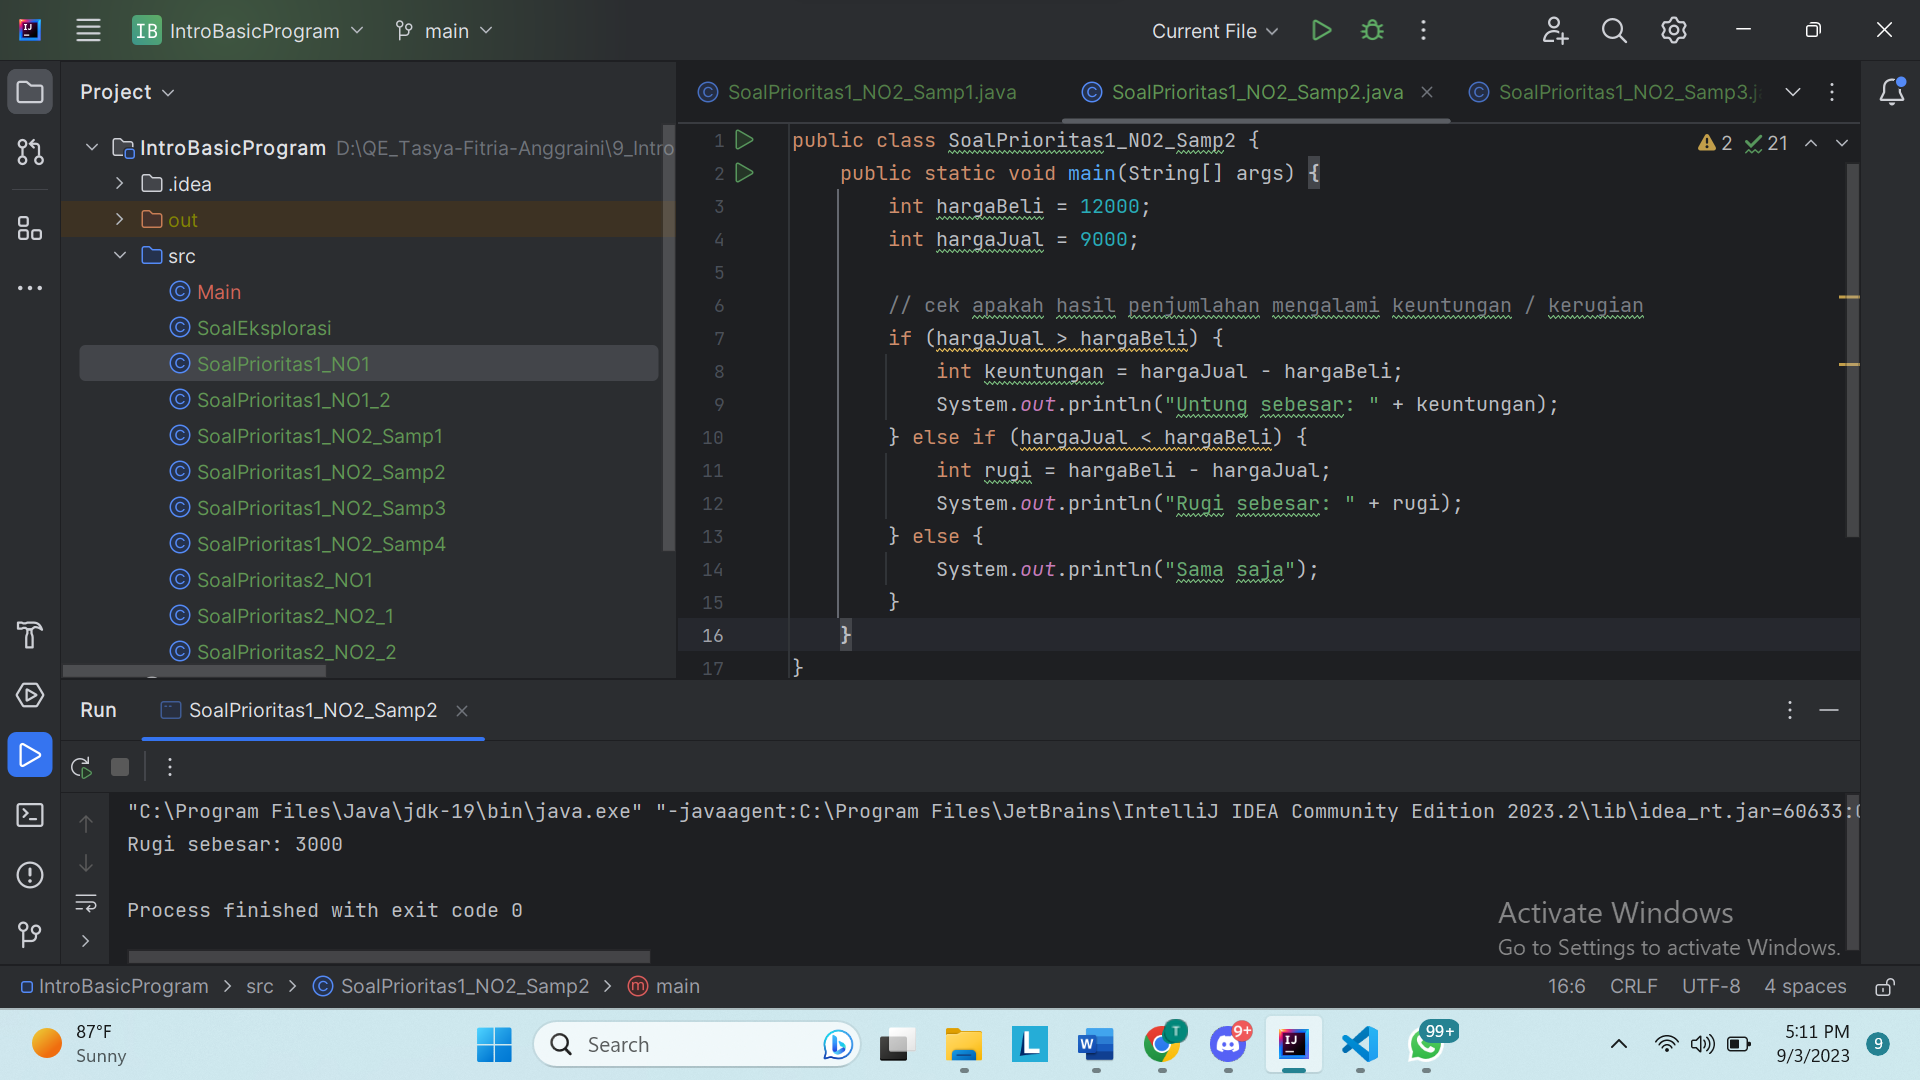 IB IntroBasicProgram main Current File
Project
SoalPrioritas1_NO2_Samp1.java SoalPrioritas1_NO2_Samp2.java SoalPrioritas1_NO2_Samp3.j
IntroBasicProgram D:\QE_Tasya-Fitria-Anggraini\9_Intro
.idea
out
src
Main
SoalEksplorasi
SoalPrioritas1_NO1
SoalPrioritas1_NO1_2
SoalPrioritas1_NO2_Samp1
SoalPrioritas1_NO2_Samp2
SoalPrioritas1_NO2_Samp3
SoalPrioritas1_NO2_Samp4
SoalPrioritas2_NO1
SoalPrioritas2_NO2_1
SoalPrioritas2_NO2_2
2 21
1 public class SoalPrioritas1_NO2_Samp2 {
2 public static void main(String[] args) {
3 int hargaBeli = 12000;
4 int hargaJual = 9000;
5
6 // cek apakah hasil penjumlahan mengalami keuntungan / kerugian
7 if (hargaJual > hargaBeli) {
8 int keuntungan = hargaJual - hargaBeli;
9 System.out.println("Untung sebesar: " + keuntungan);
10 } else if (hargaJual < hargaBeli) {
11 int rugi = hargaBeli - hargaJual;
12 System.out.println("Rugi sebesar: " + rugi);
13 } else {
14 System.out.println("Sama saja");
15 }
16 }
17 }
Run SoalPrioritas1_NO2_Samp2
"C:\Program Files\Java\jdk-19\bin\java.exe" "-javaagent:C:\Program Files\JetBrains\IntelliJ IDEA Community Edition 2023.2\lib\idea_rt.jar=60633:
Rugi sebesar: 3000
Process finished with exit code 0
Activate Windows
Go to Settings to activate Windows.
IntroBasicProgram > src > SoalPrioritas1_NO2_Samp2 > main 16:6 CRLF UTF-8 4 spaces
87°F
Sunny
Search
T
9+
99+
5:11 PM
9/3/2023
9